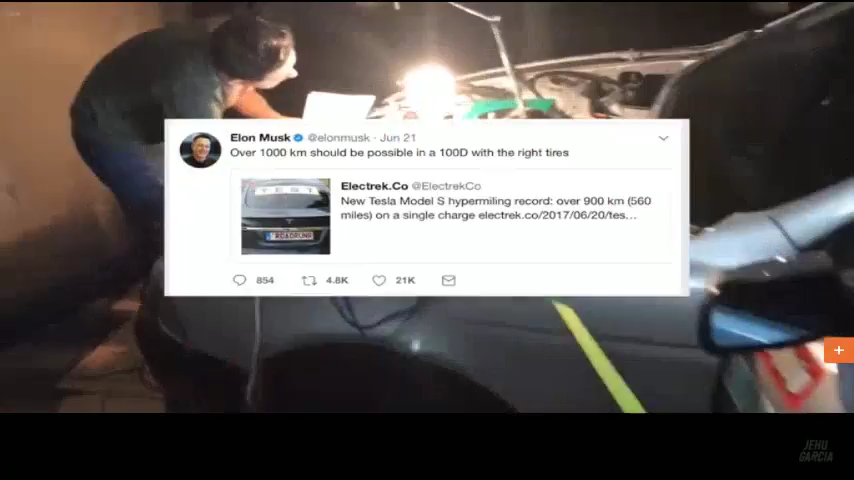 Elon Musk @elonmusk · Jun 21
Over 1000 km should be possible in a 100D with the right tires
Electrek.Co @ElectrekCo
New Tesla Model S hypermiling record: over 900 km (560
miles) on a single charge electrek.co/2017/06/20/tes...
TEST
ROADRUNR
854 4.8K 21K
+
JEHU
GARCIA